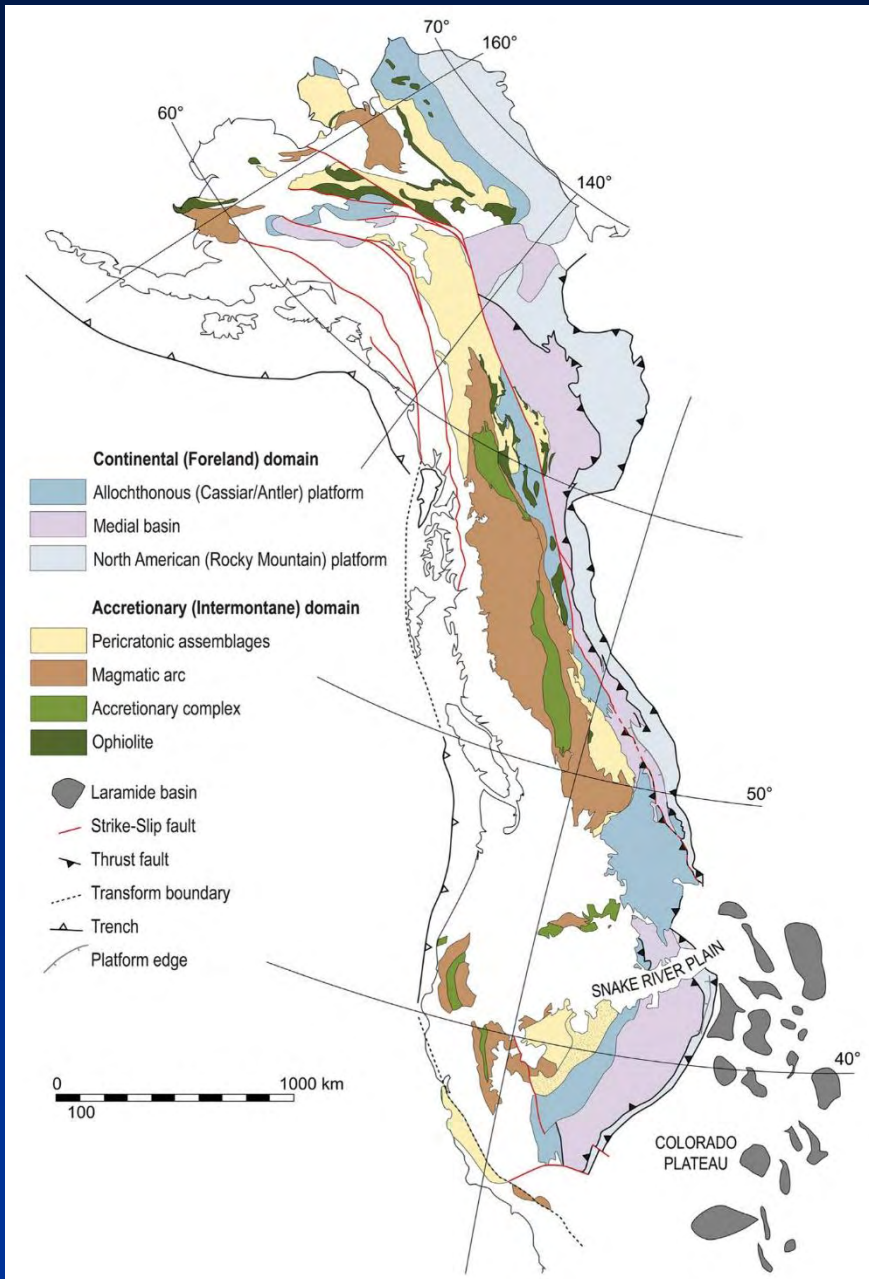 70°
160°
60°
140°
Continental (Foreland) domain
Allochthonous (Cassiar/Antler) platform
Medial basin
North American (Rocky Mountain) platform
Accretionary (Intermontane) domain
Pericratonic assemblages
Magmatic arc
Accretionary complex
Ophiolite
Laramide basin
Strike-Slip fault
Thrust fault
Transform boundary
Trench
Platform edge
50°
SNAKE RIVER PLAIN
40°
0 1000 km
100
COLORADO
PLATEAU